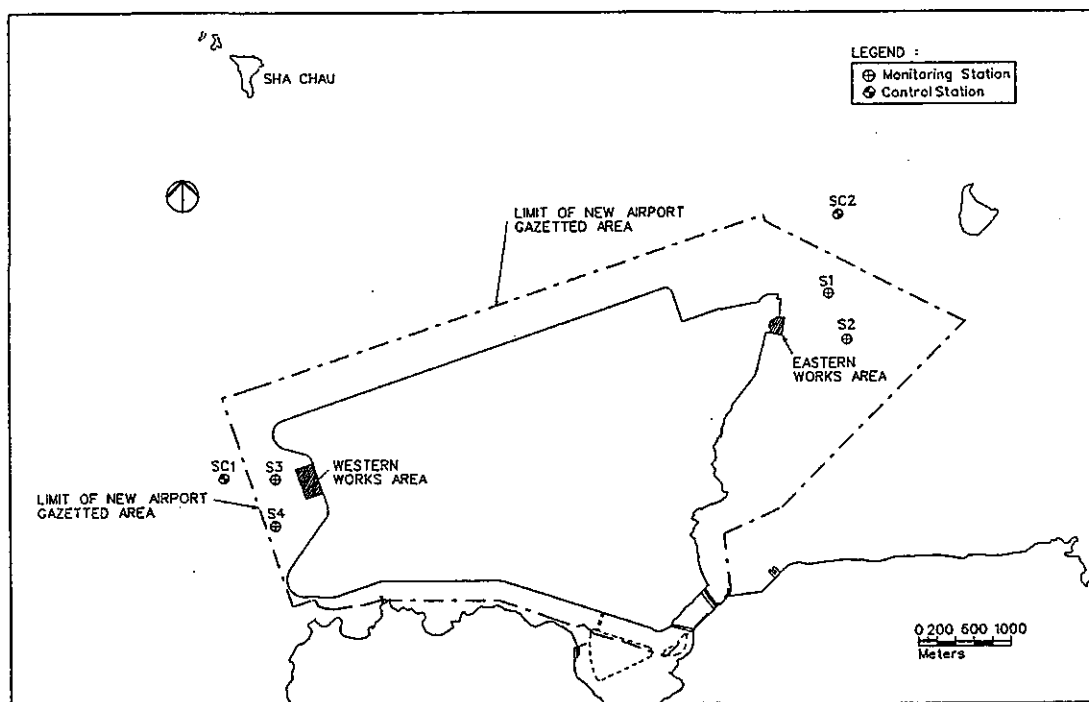 LEGEND :
Monitoring Station
Control Station
SHA CHAU
SC2
LIMIT OF NEW AIRPORT
GAZETTED AREA
S1
S2
EASTERN
WORKS AREA
SC1
S3
WESTERN
WORKS AREA
LIMIT OF NEW AIRPORT
GAZETTED AREA
S4
0 200 600 1000
Meters